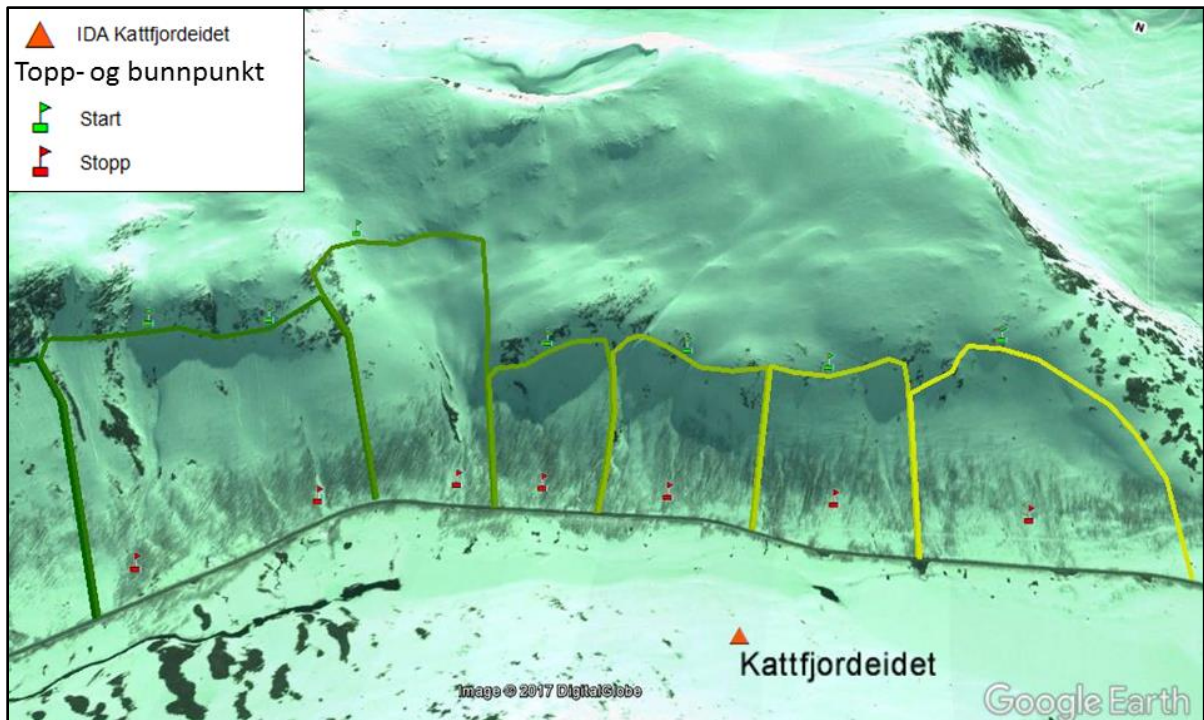 IDA Kattfjordeidet
Topp- og bunnpunkt
Start
Stopp
N
Kattfjordeidet
Image © 2017 DigitalGlobe
Google Earth